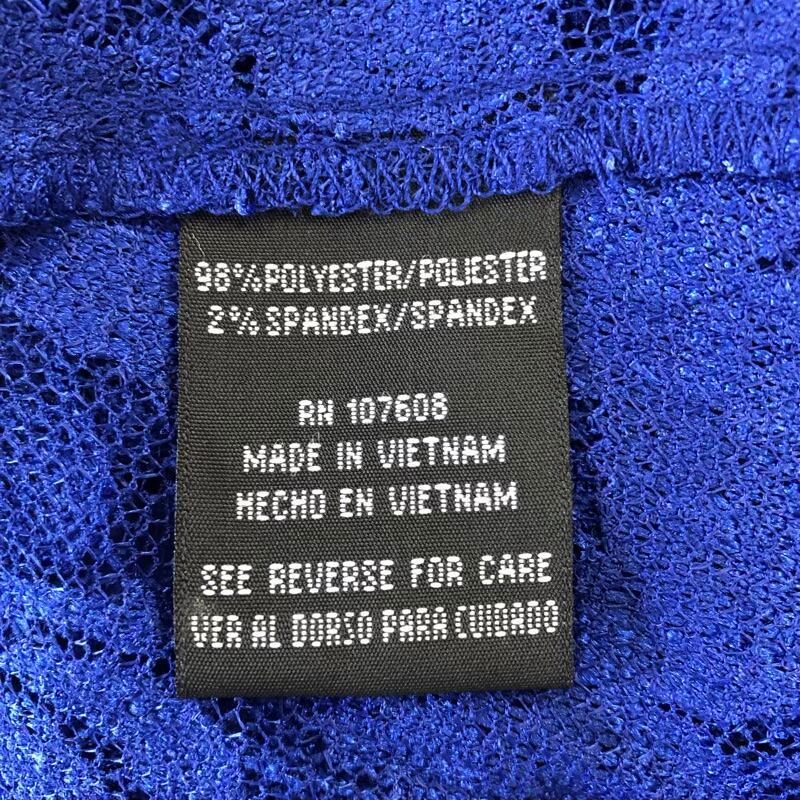 98% POLYESTER/POLIESTER
2% SPANDEX/SPANDEX
RN 107608
MADE IN VIETNAM
HECHO EN VIETNAM
SEE REVERSE FOR CARE
VER AL DORSO PARA CUIDADO